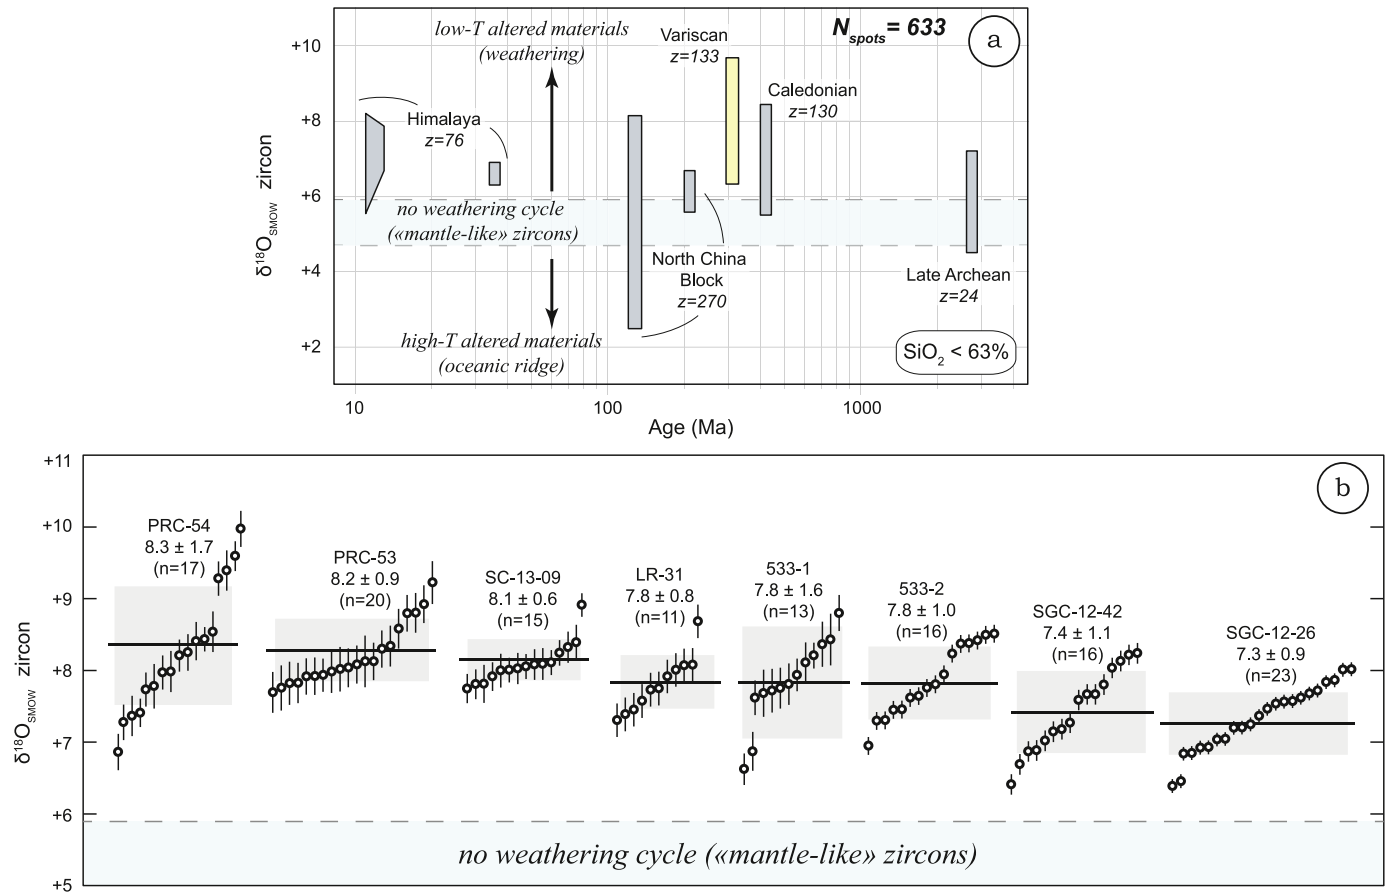 low-T altered materials
(weathering)
Variscan
z=133
Nspots= 633
a
+10
+8
+6
+4
+2
δ18OSMOW zircon
Himalaya
z=76
Caledonian
z=130
no weathering cycle
(«mantle-like» zircons)
North China
Block
z=270
Late Archean
z=24
high-T altered materials
(oceanic ridge)
SiO2 < 63%
10
100
1000
Age (Ma)
b
+11
+10
+9
+8
+7
+6
+5
δ18OSMOW zircon
PRC-54
8.3 ± 1.7
(n=17)
PRC-53
8.2 ± 0.9
(n=20)
SC-13-09
8.1 ± 0.6
(n=15)
LR-31
7.8 ± 0.8
(n=11)
533-1
7.8 ± 1.6
(n=13)
533-2
7.8 ± 1.0
(n=16)
SGC-12-42
7.4 ± 1.1
(n=16)
SGC-12-26
7.3 ± 0.9
(n=23)
no weathering cycle («mantle-like» zircons)